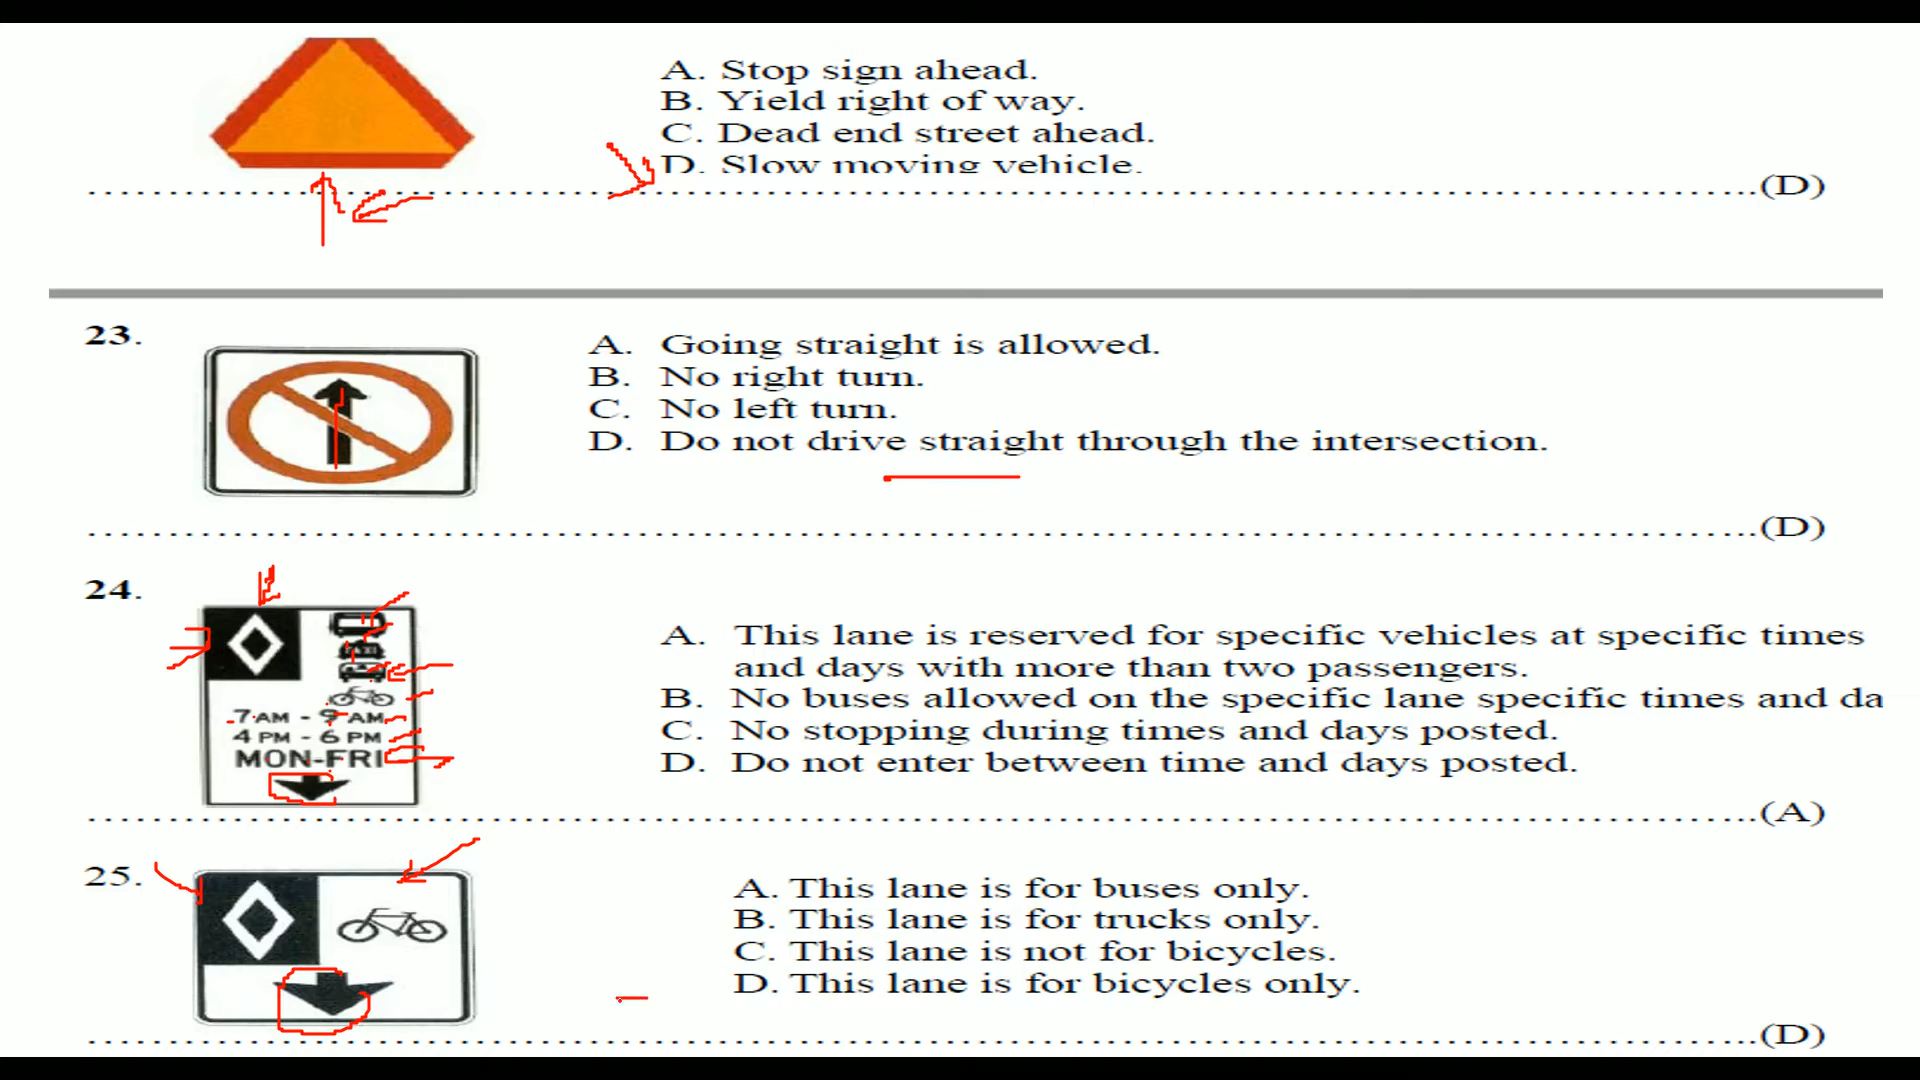 A. Stop sign ahead.
B. Yield right of way.
C. Dead end street ahead.
D. Slow moving vehicle.
(D)
23.
A. Going straight is allowed.
B. No right turn.
C. No left turn.
D. Do not drive straight through the intersection.
(D)
24.
TAXI
7 AM - 9 AM
4 PM - 6 PM
MON-FRI
A. This lane is reserved for specific vehicles at specific times
and days with more than two passengers.
B. No buses allowed on the specific lane specific times and da
C. No stopping during times and days posted.
D. Do not enter between time and days posted.
(A)
25.
A. This lane is for buses only.
B. This lane is for trucks only.
C. This lane is not for bicycles.
D. This lane is for bicycles only.
(D)